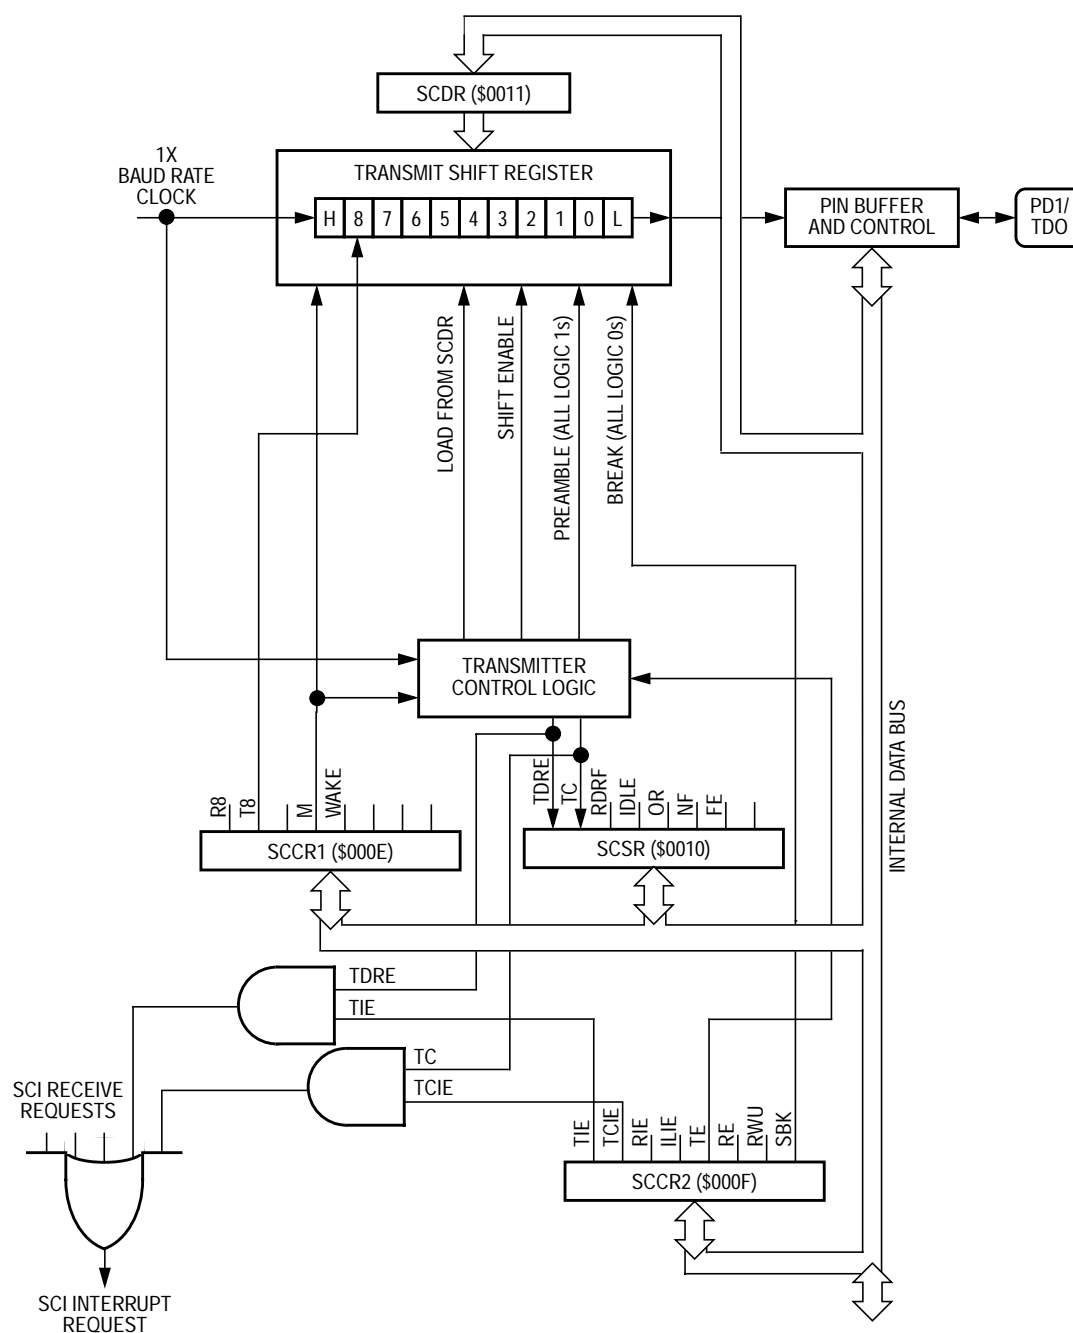 SCDR ($0011)
1X
BAUD RATE
CLOCK
TRANSMIT SHIFT REGISTER
H 8 7 6 5 4 3 2 1 0 L
PIN BUFFER
AND CONTROL
PD1/
TDO
LOAD FROM SCDR
SHIFT ENABLE
PREAMBLE (ALL LOGIC 1s)
BREAK (ALL LOGIC 0s)
TRANSMITTER
CONTROL LOGIC
INTERNAL DATA BUS
R8
T8
M
WAKE
SCCR1 ($000E)
TDRE
TC
RDRF
IDLE
OR
NF
FE
SCSR ($0010)
TDRE
TIE
TC
TCIE
SCI RECEIVE
REQUESTS
TIE
TCIE
RIE
ILIE
TE
RE
RWU
SBK
SCCR2 ($000F)
SCI INTERRUPT
REQUEST